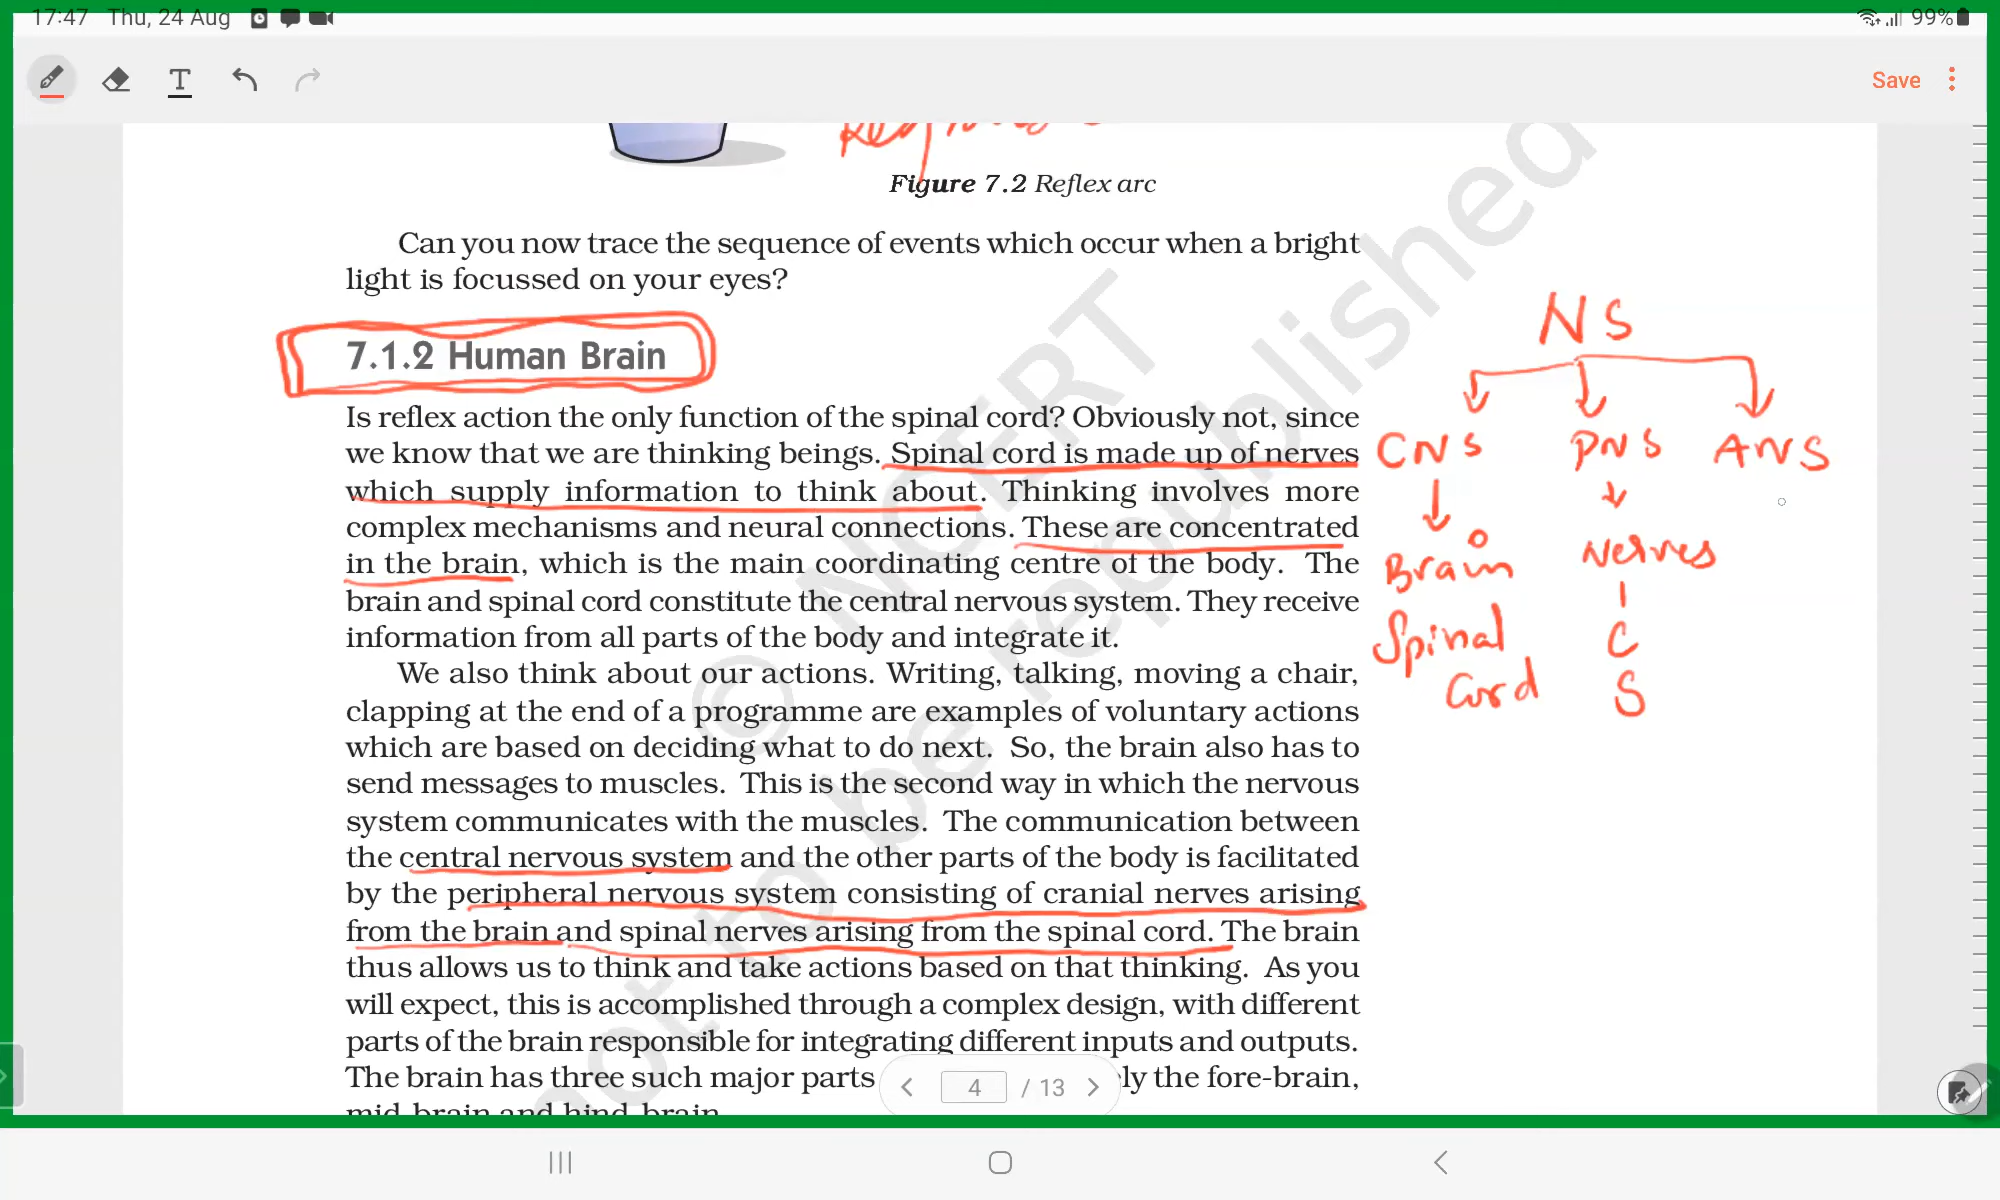 17:47 Thu, 24 Aug
99%
Save
Figure 7.2 Reflex arc
Can you now trace the sequence of events which occur when a bright
light is focussed on your eyes?
7.1.2 Human Brain
Is reflex action the only function of the spinal cord? Obviously not, since
we know that we are thinking beings. Spinal cord is made up of nerves
which supply information to think about. Thinking involves more
complex mechanisms and neural connections. These are concentrated
in the brain, which is the main coordinating centre of the body. The
brain and spinal cord constitute the central nervous system. They receive
information from all parts of the body and integrate it.
We also think about our actions. Writing, talking, moving a chair,
clapping at the end of a programme are examples of voluntary actions
which are based on deciding what to do next. So, the brain also has to
send messages to muscles. This is the second way in which the nervous
system communicates with the muscles. The communication between
the central nervous system and the other parts of the body is facilitated
by the peripheral nervous system consisting of cranial nerves arising
from the brain and spinal nerves arising from the spinal cord. The brain
thus allows us to think and take actions based on that thinking. As you
will expect, this is accomplished through a complex design, with different
parts of the brain responsible for integrating different inputs and outputs.
The brain has three such major parts ly the fore-brain,
mid-brain and hind-brain.
4 / 13
NS
CNS PNS ANS
Brain Nerves
Spinal C
Cord S
© NCERT
not to be republished